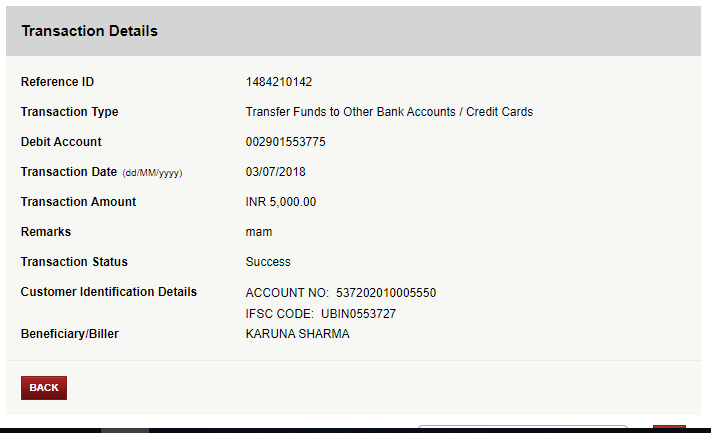 Transaction Details
Reference ID 1484210142
Transaction Type Transfer Funds to Other Bank Accounts / Credit Cards
Debit Account 002901553775
Transaction Date (dd/MM/yyyy) 03/07/2018
Transaction Amount INR 5,000.00
Remarks mam
Transaction Status Success
Customer Identification Details ACCOUNT NO: 537202010005550
IFSC CODE: UBIN0553727
Beneficiary/Biller KARUNA SHARMA
BACK